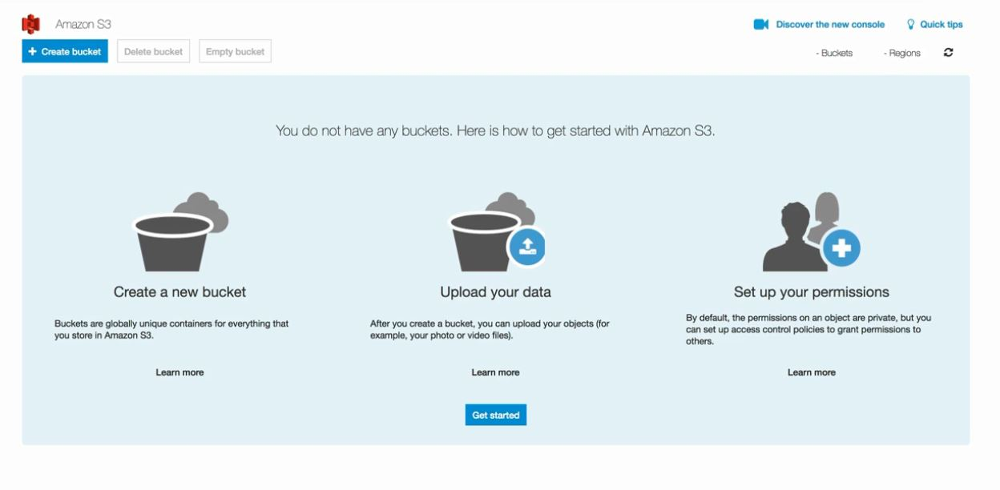 Amazon S3
Discover the new console
Quick tips
+ Create bucket
Delete bucket
Empty bucket
- Buckets
- Regions
You do not have any buckets. Here is how to get started with Amazon S3.
Create a new bucket
Buckets are globally unique containers for everything that
you store in Amazon S3.
Learn more
Upload your data
After you create a bucket, you can upload your objects (for
example, your photo or video files).
Learn more
Set up your permissions
By default, the permissions on an object are private, but you
can set up access control policies to grant permissions to
others.
Learn more
Get started